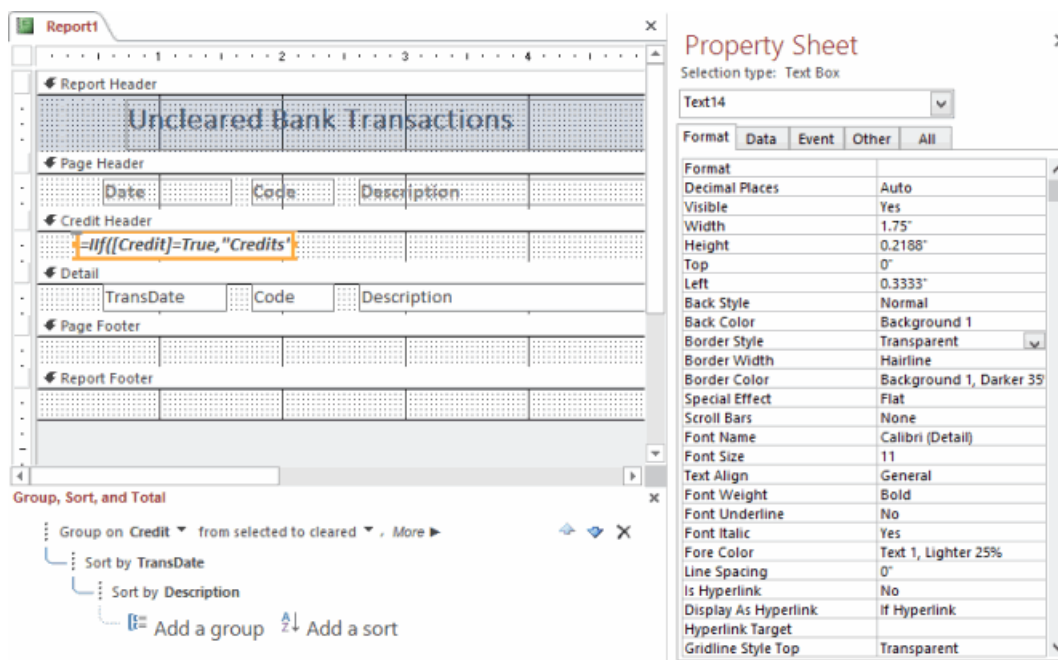 Report1
1 2 3 4
Report Header
Uncleared Bank Transactions
Page Header
Date Code Description
Credit Header
=IIf([Credit]=True,"Credits"
Detail
TransDate Code Description
Page Footer
Report Footer
Group, Sort, and Total
Group on Credit from selected to cleared , More
Sort by TransDate
Sort by Description
Add a group Add a sort
Property Sheet
Selection type: Text Box
Text14
Format Data Event Other All
Format
Decimal Places Auto
Visible Yes
Width 1.75"
Height 0.2188"
Top 0"
Left 0.3333"
Back Style Normal
Back Color Background 1
Border Style Transparent
Border Width Hairline
Border Color Background 1, Darker 35
Special Effect Flat
Scroll Bars None
Font Name Calibri (Detail)
Font Size 11
Text Align General
Font Weight Bold
Font Underline No
Font Italic Yes
Fore Color Text 1, Lighter 25%
Line Spacing 0"
Is Hyperlink No
Display As Hyperlink If Hyperlink
Hyperlink Target
Gridline Style Top Transparent